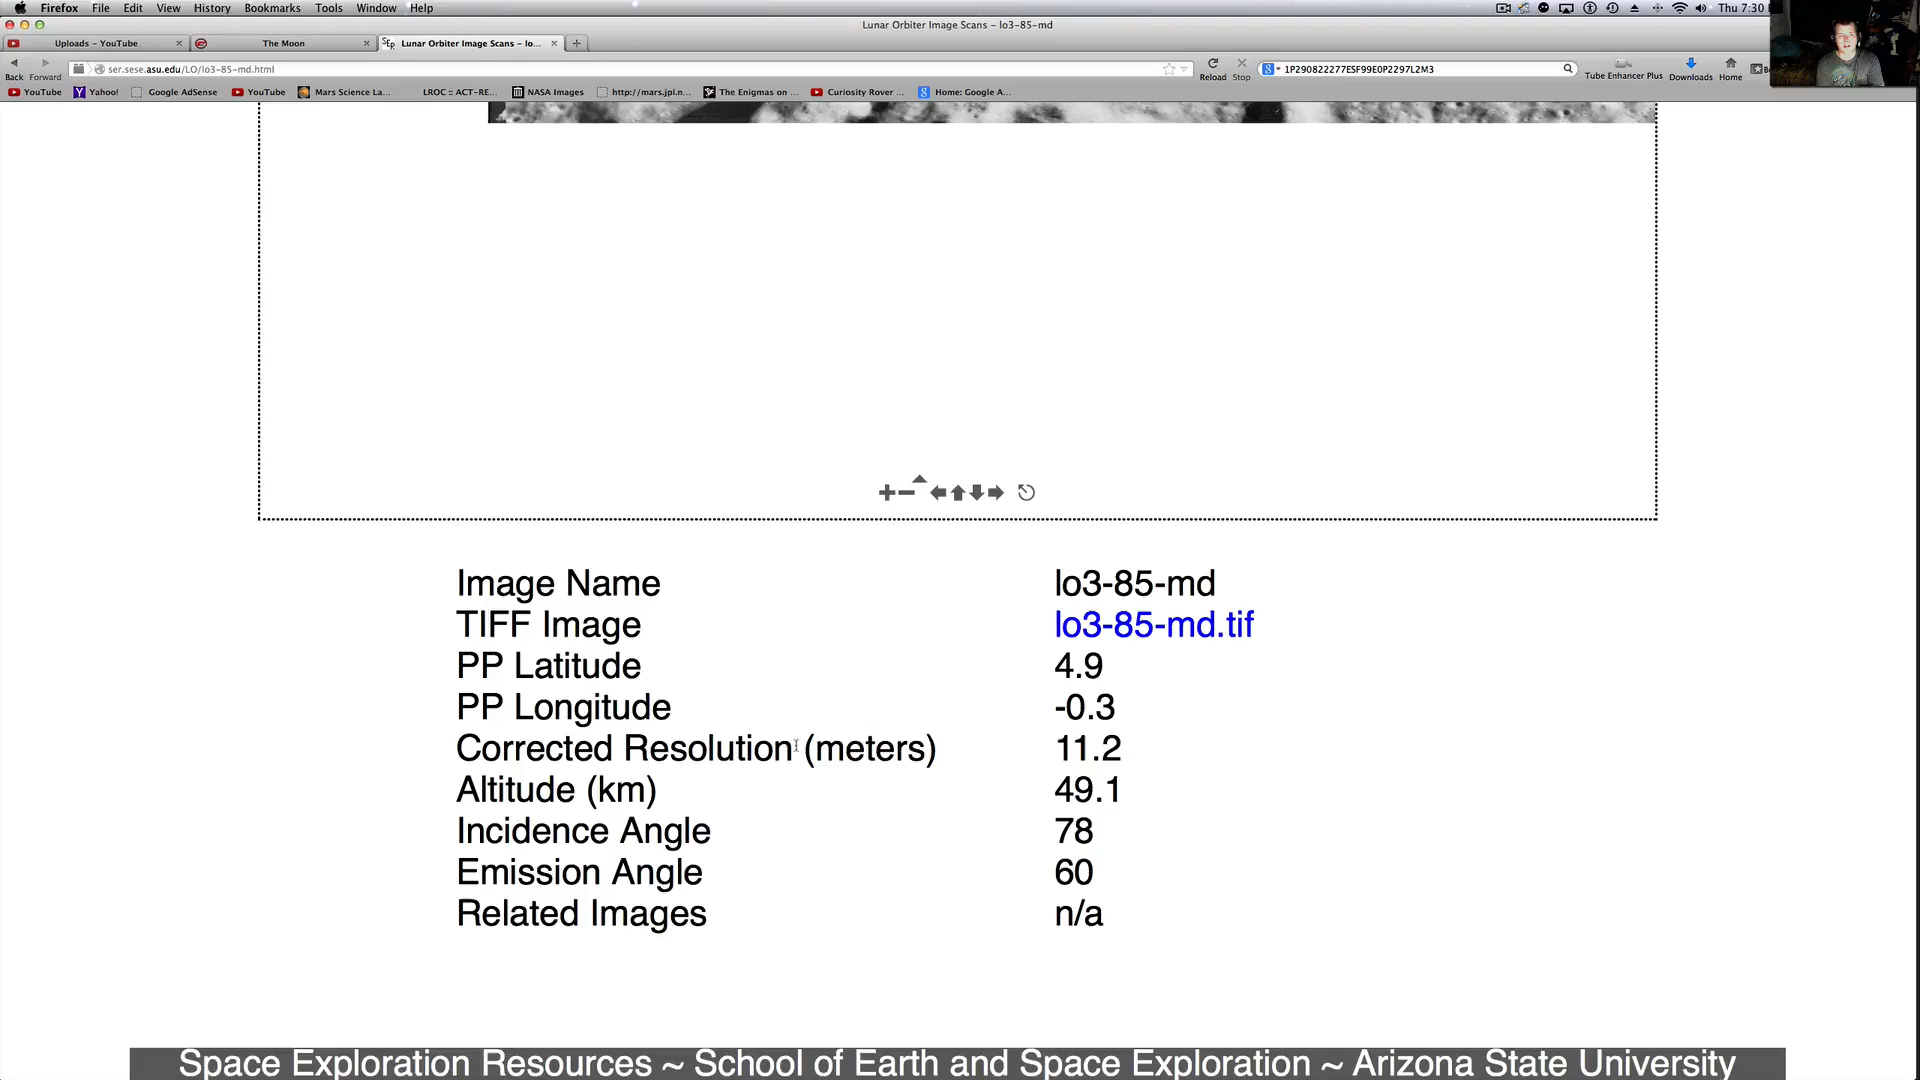 Firefox File Edit View History Bookmarks Tools Window Help Thu 7:30
Lunar Orbiter Image Scans - lo3-85-md
Uploads - YouTube The Moon Lunar Orbiter Image Scans - lo...
ser.sese.asu.edu/LO/lo3-85-md.html 1P290822277ESF99E0P2297L2M3
Back Forward Reload Stop Tube Enhancer Plus Downloads Home
YouTube Yahoo! Google AdSense YouTube Mars Science La... LROC :: ACT-RE... NASA Images http://mars.jpl.n... The Enigmas on ... Curiosity Rover ... Home: Google A...
Image Name lo3-85-md
TIFF Image lo3-85-md.tif
PP Latitude 4.9
PP Longitude -0.3
Corrected Resolution (meters) 11.2
Altitude (km) 49.1
Incidence Angle 78
Emission Angle 60
Related Images n/a
Space Exploration Resources ~ School of Earth and Space Exploration ~ Arizona State University